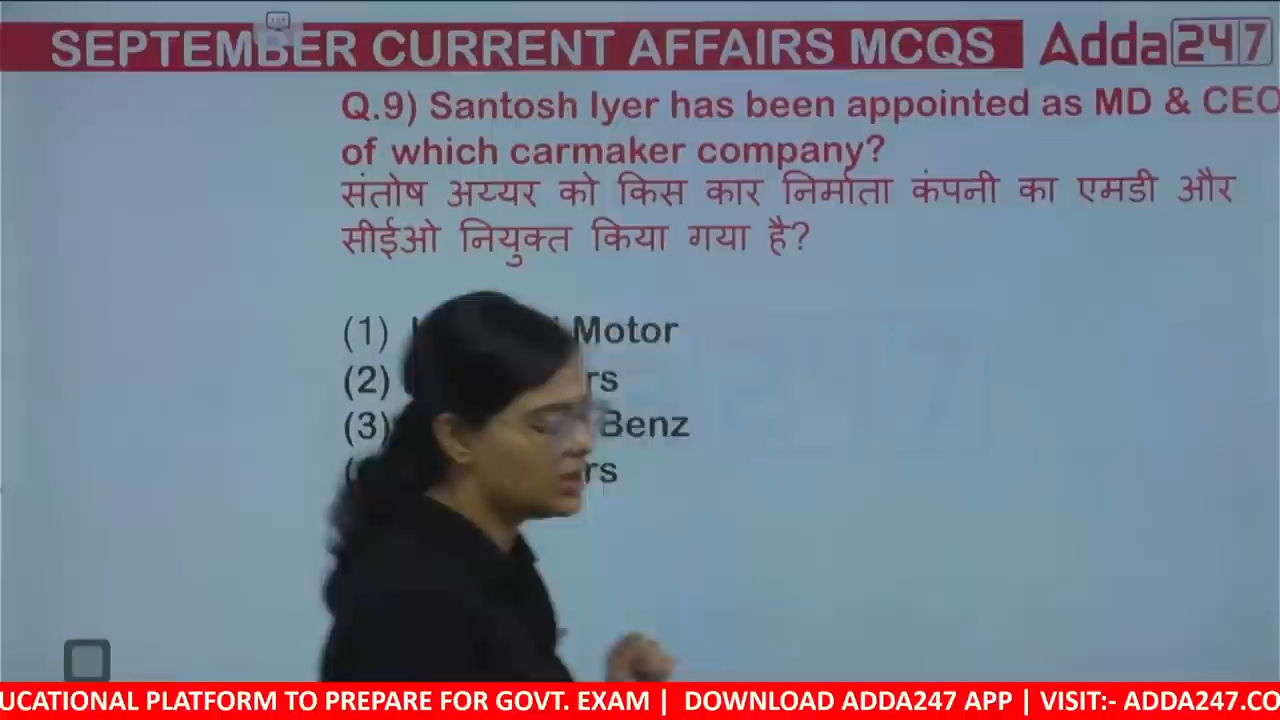 SEPTEMBER CURRENT AFFAIRS MCQS Adda247
Q.9) Santosh Iyer has been appointed as MD & CEO
of which carmaker company?
संतोष अय्यर को किस कार निर्माता कंपनी का एमडी और
सीईओ नियुक्त किया गया है?
(1) Motor
(2)
(3) Benz
UCATIONAL PLATFORM TO PREPARE FOR GOVT. EXAM | DOWNLOAD ADDA247 APP | VISIT:- ADDA247.CO